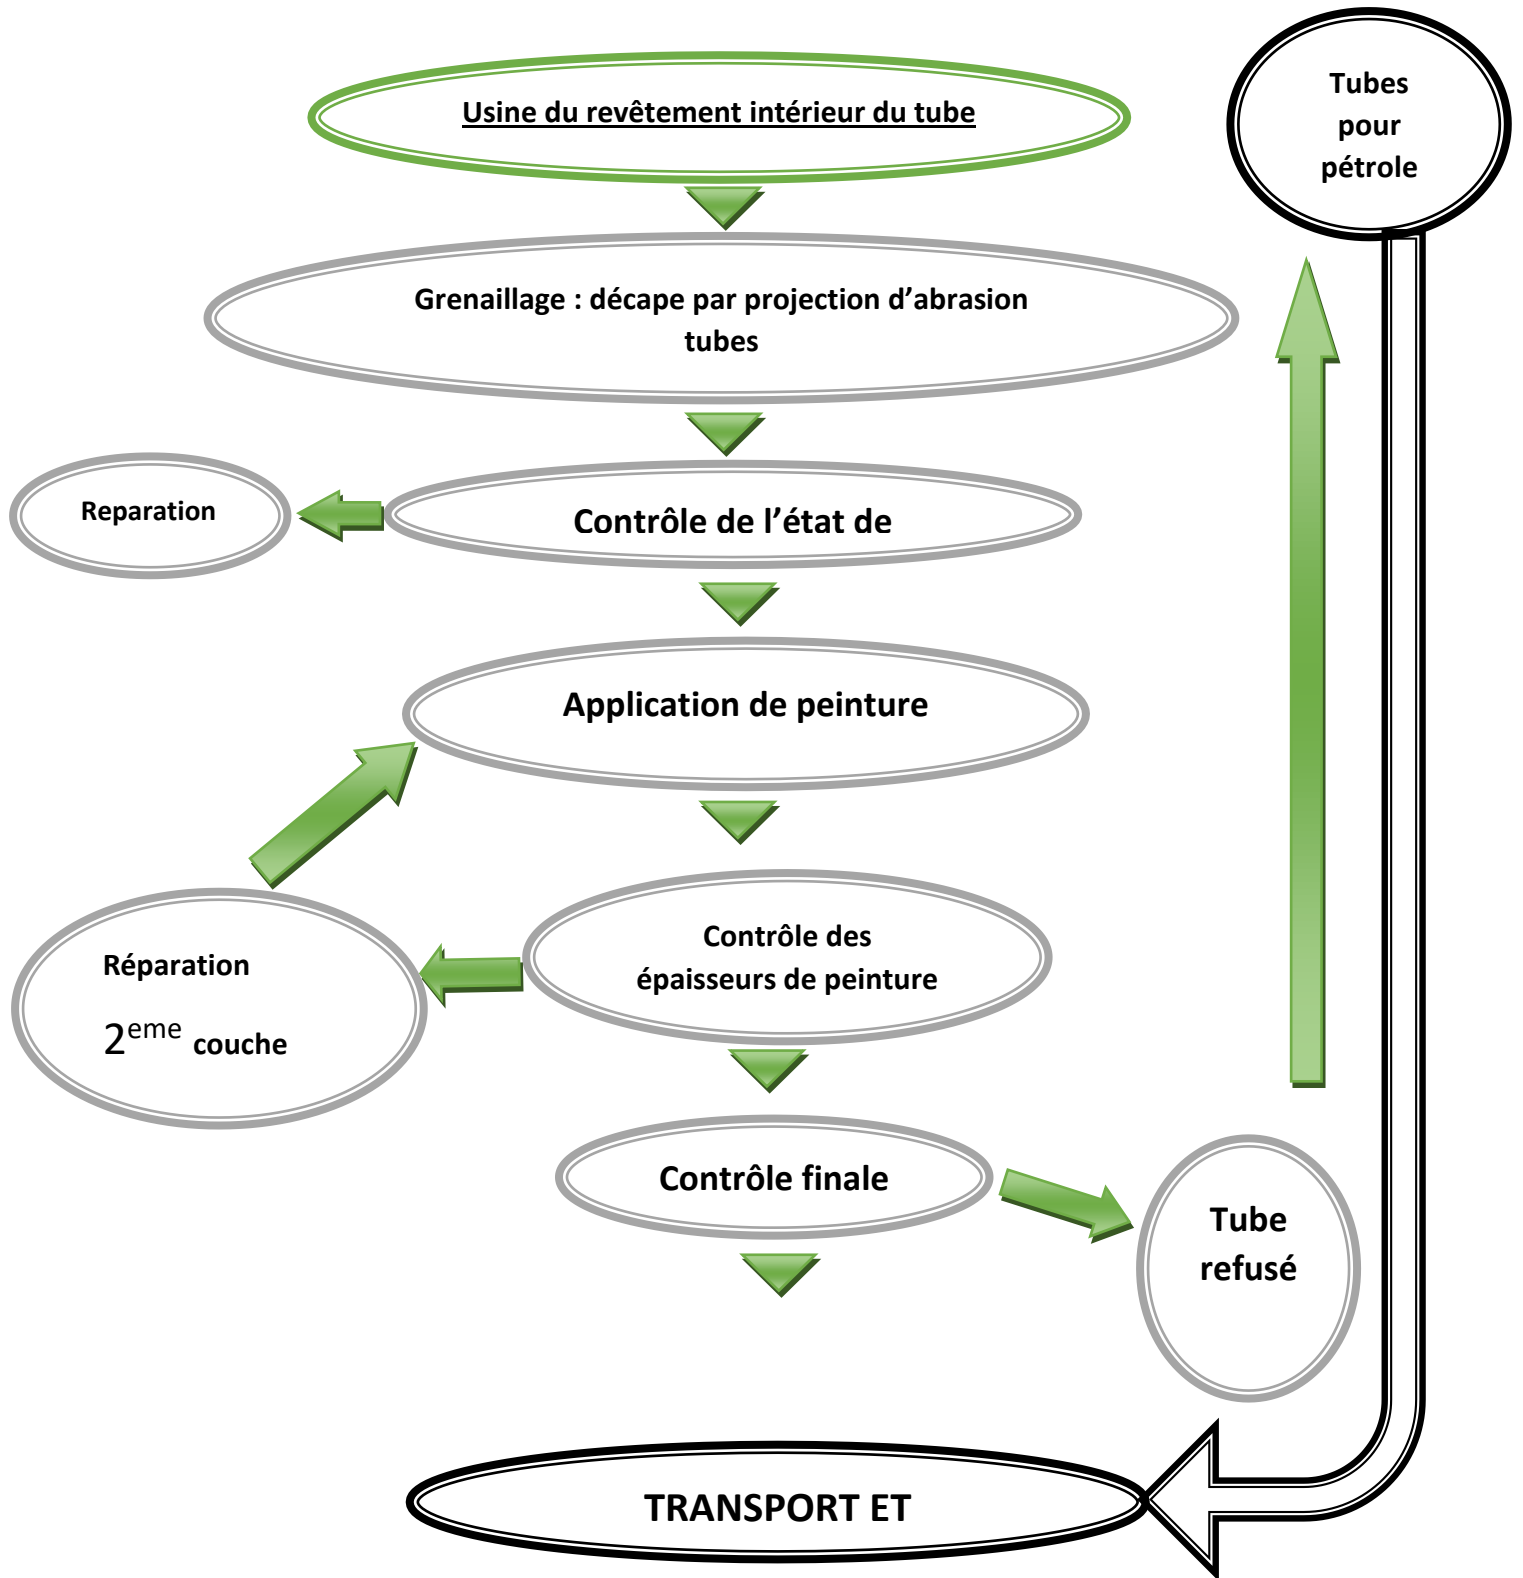 Usine du revêtement intérieur du tube
Tubes
pour
pétrole
Grenaillage : décape par projection d’abrasion
tubes
Reparation
Contrôle de l’état de
Application de peinture
Contrôle des
épaisseurs de peinture
Réparation
2eme couche
Contrôle finale
Tube
refusé
TRANSPORT ET